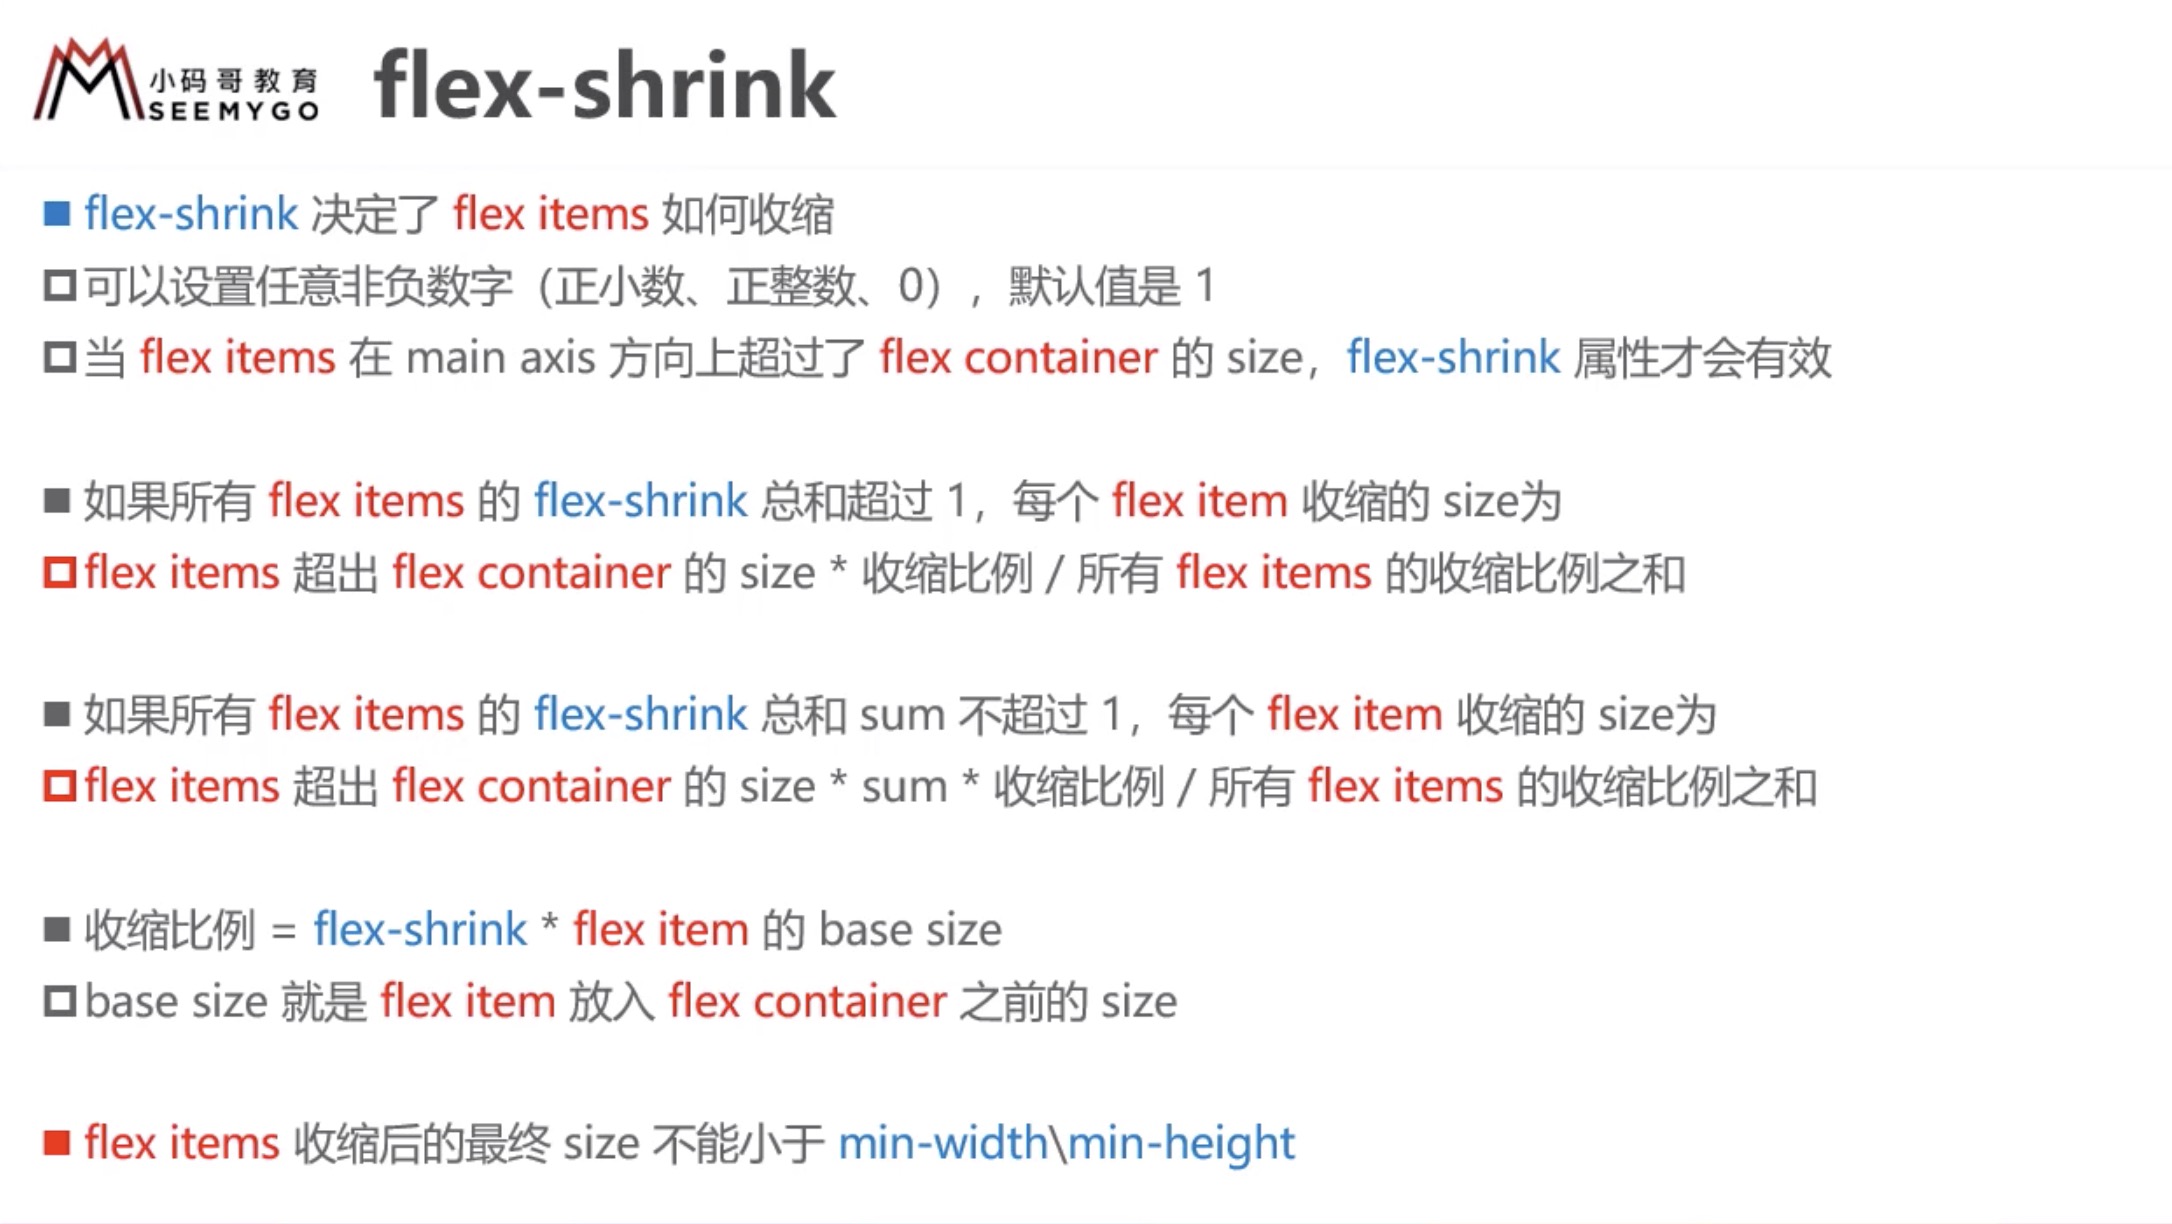 小码哥教育
SEEMYGO
flex-shrink
flex-shrink 决定了 flex items 如何收缩
可以设置任意非负数字（正小数、正整数、0），默认值是 1
当 flex items 在 main axis 方向上超过了 flex container 的 size，flex-shrink 属性才会有效
如果所有 flex items 的 flex-shrink 总和超过 1，每个 flex item 收缩的 size为
flex items 超出 flex container 的 size * 收缩比例 / 所有 flex items 的收缩比例之和
如果所有 flex items 的 flex-shrink 总和 sum 不超过 1，每个 flex item 收缩的 size为
flex items 超出 flex container 的 size * sum * 收缩比例 / 所有 flex items 的收缩比例之和
收缩比例 = flex-shrink * flex item 的 base size
base size 就是 flex item 放入 flex container 之前的 size
flex items 收缩后的最终 size 不能小于 min-width\min-height